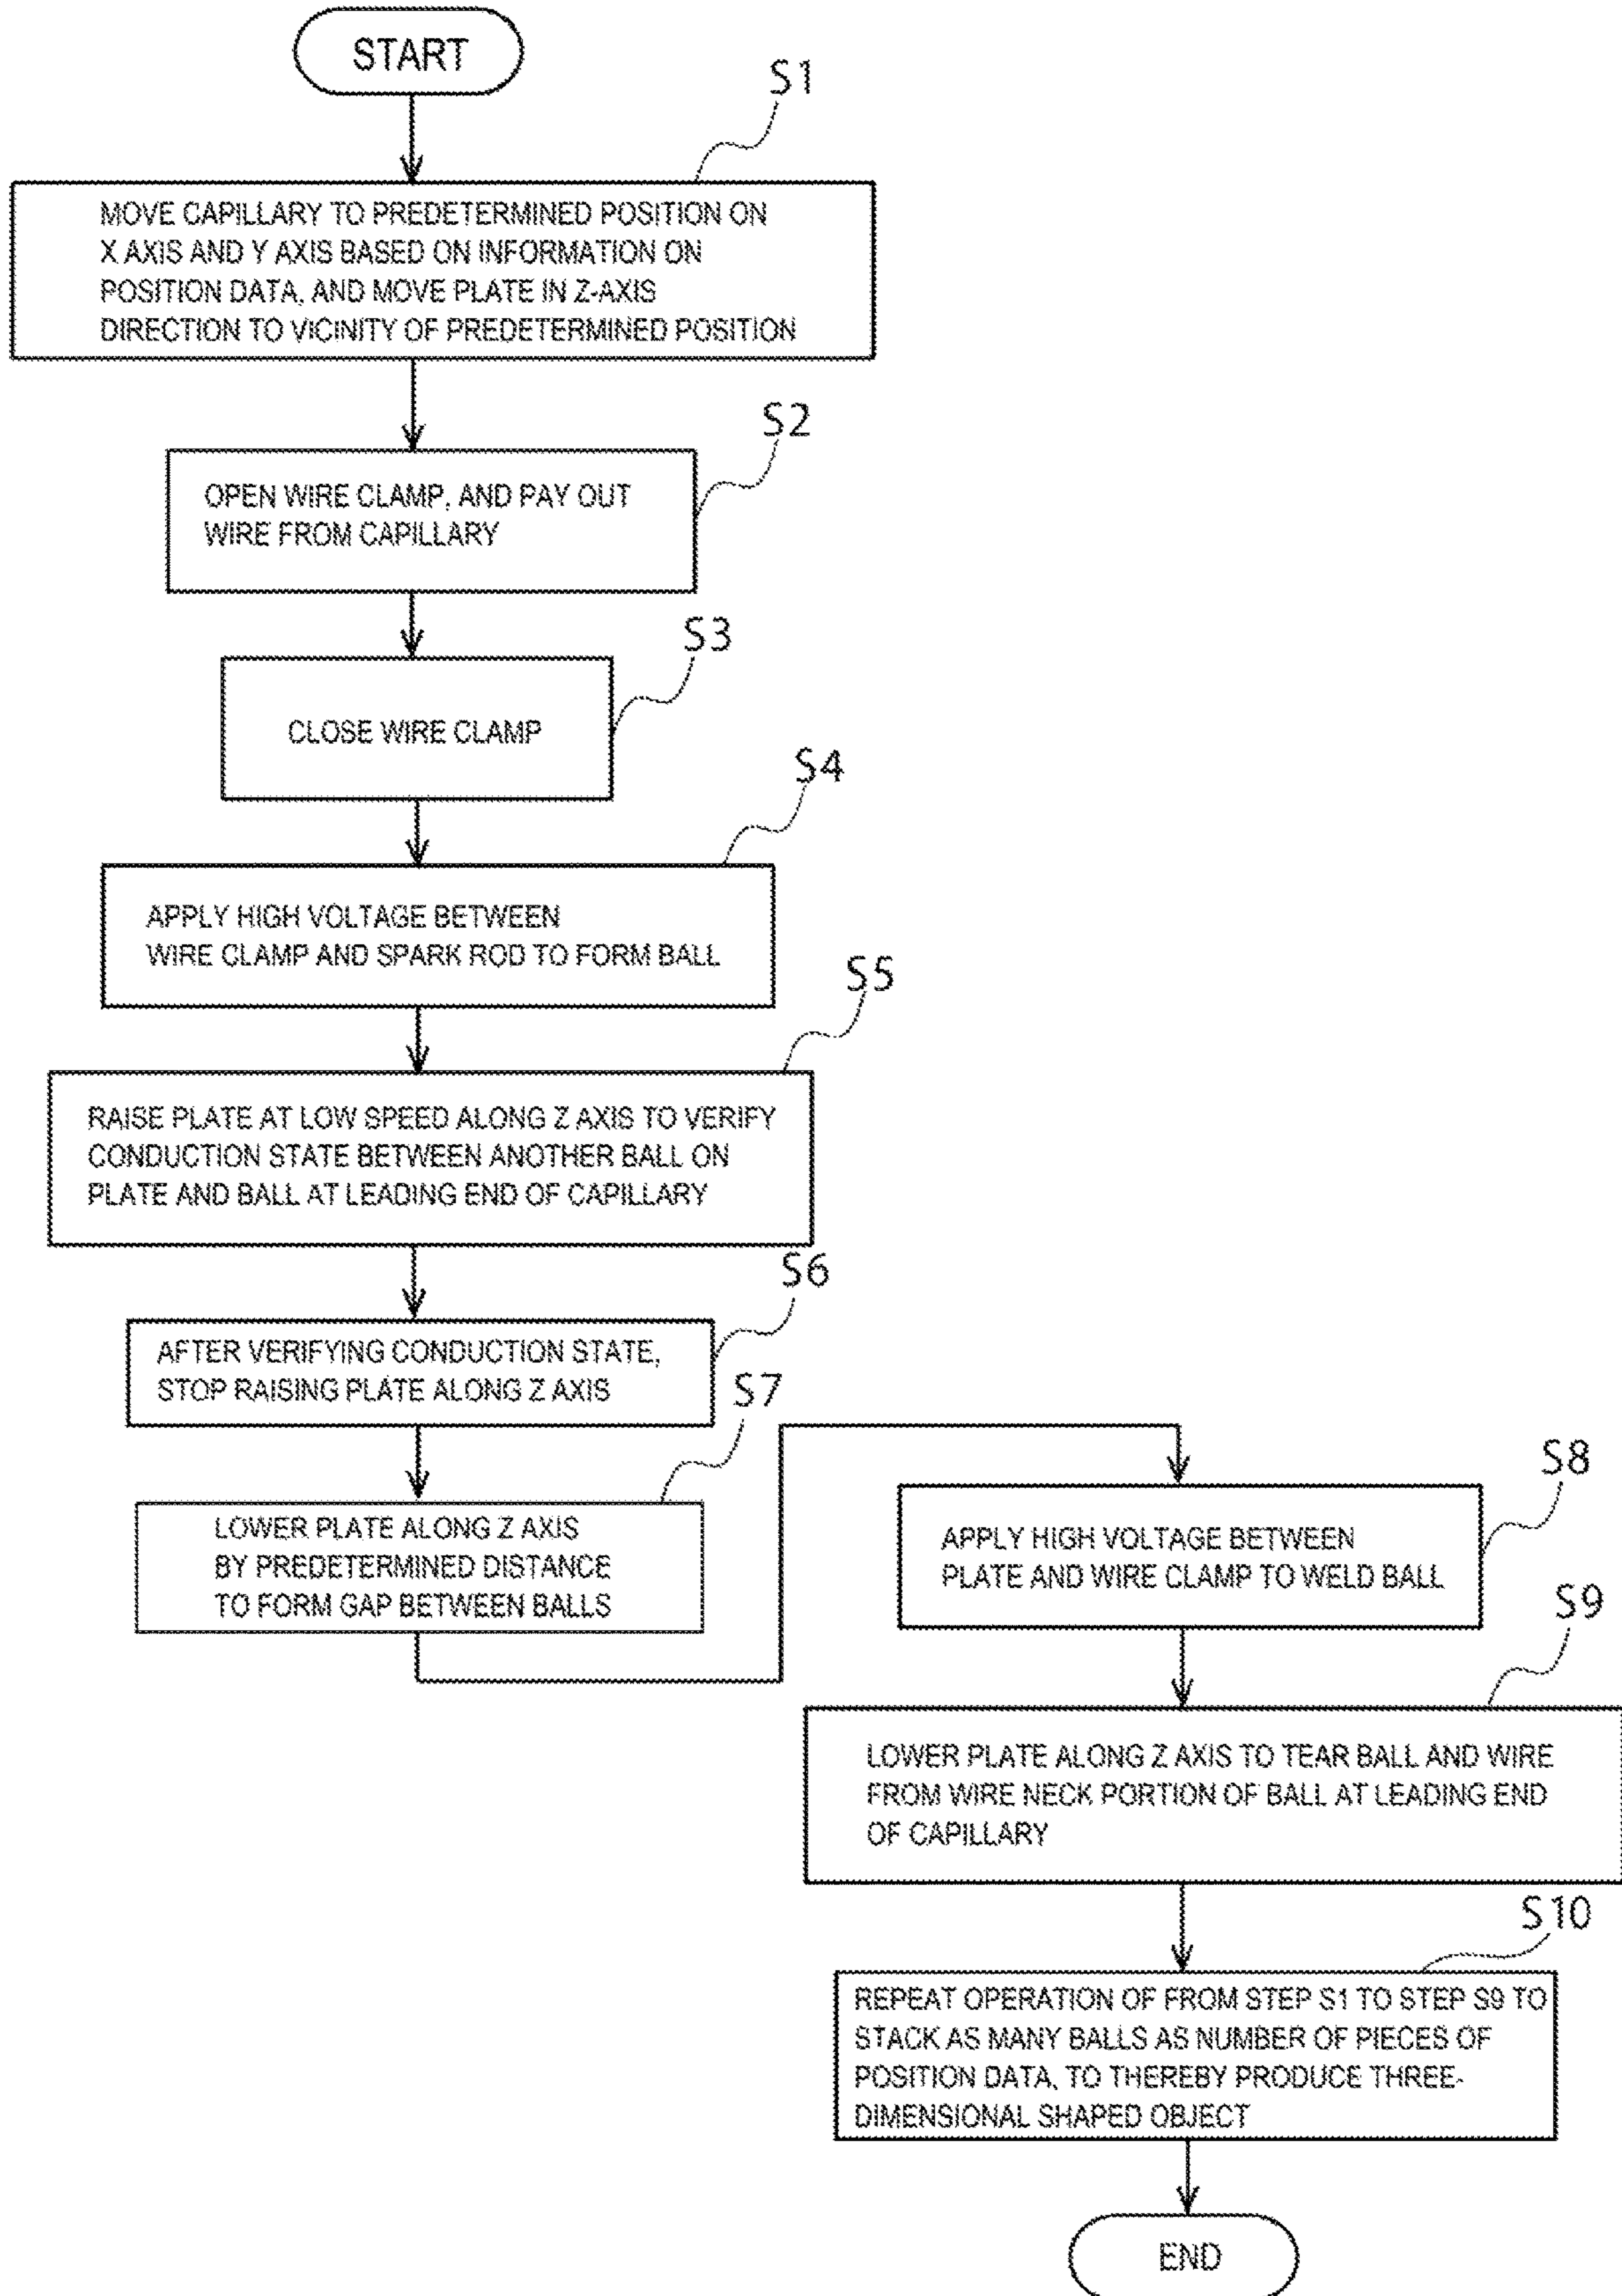 START
S1
MOVE CAPILLARY TO PREDETERMINED POSITION ON
X AXIS AND Y AXIS BASED ON INFORMATION ON
POSITION DATA, AND MOVE PLATE IN Z-AXIS
DIRECTION TO VICINITY OF PREDETERMINED POSITION
S2
OPEN WIRE CLAMP, AND PAY OUT
WIRE FROM CAPILLARY
S3
CLOSE WIRE CLAMP
S4
APPLY HIGH VOLTAGE BETWEEN
WIRE CLAMP AND SPARK ROD TO FORM BALL
S5
RAISE PLATE AT LOW SPEED ALONG Z AXIS TO VERIFY
CONDUCTION STATE BETWEEN ANOTHER BALL ON
PLATE AND BALL AT LEADING END OF CAPILLARY
S6
AFTER VERIFYING CONDUCTION STATE,
STOP RAISING PLATE ALONG Z AXIS
S7
LOWER PLATE ALONG Z AXIS
BY PREDETERMINED DISTANCE
TO FORM GAP BETWEEN BALLS
S8
APPLY HIGH VOLTAGE BETWEEN
PLATE AND WIRE CLAMP TO WELD BALL
S9
LOWER PLATE ALONG Z AXIS TO TEAR BALL AND WIRE
FROM WIRE NECK PORTION OF BALL AT LEADING END
OF CAPILLARY
S10
REPEAT OPERATION OF FROM STEP S1 TO STEP S9 TO
STACK AS MANY BALLS AS NUMBER OF PIECES OF
POSITION DATA, TO THEREBY PRODUCE THREE-
DIMENSIONAL SHAPED OBJECT
END